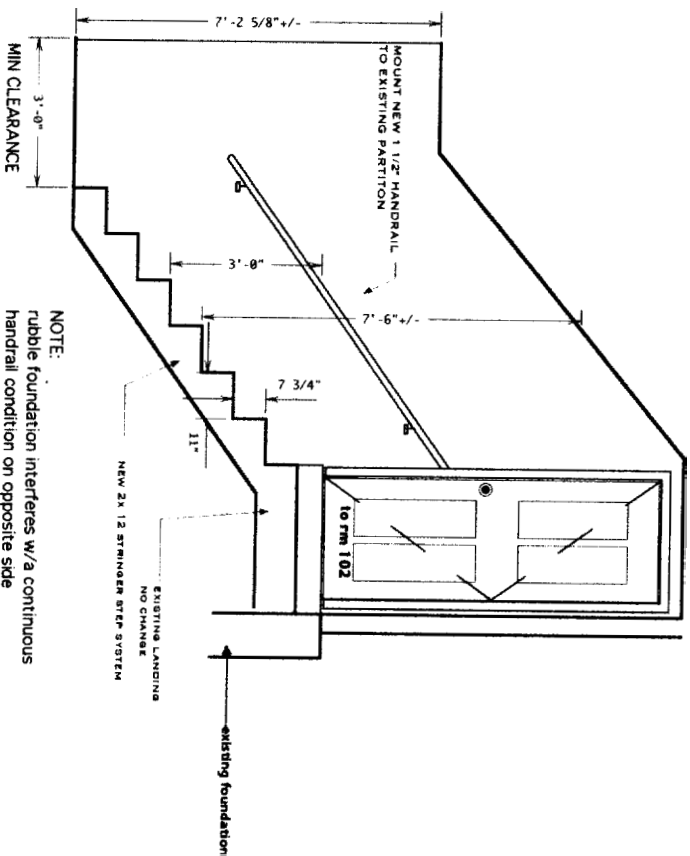 7'-2 5/8"+/-
MOUNT NEW 1 1/2" HANDRAIL
TO EXISTING PARTITON
3'-0"
MIN CLEARANCE
3'-0"
7'-6"+/-
7 3/4"
11"
to rm 102
NEW 2X 12 STRINGER STEP SYSTEM
EXISTING LANDING
NO CHANGE
existing foundation
NOTE:
rubble foundation interferes w/a continuous
handrail condition on opposite side